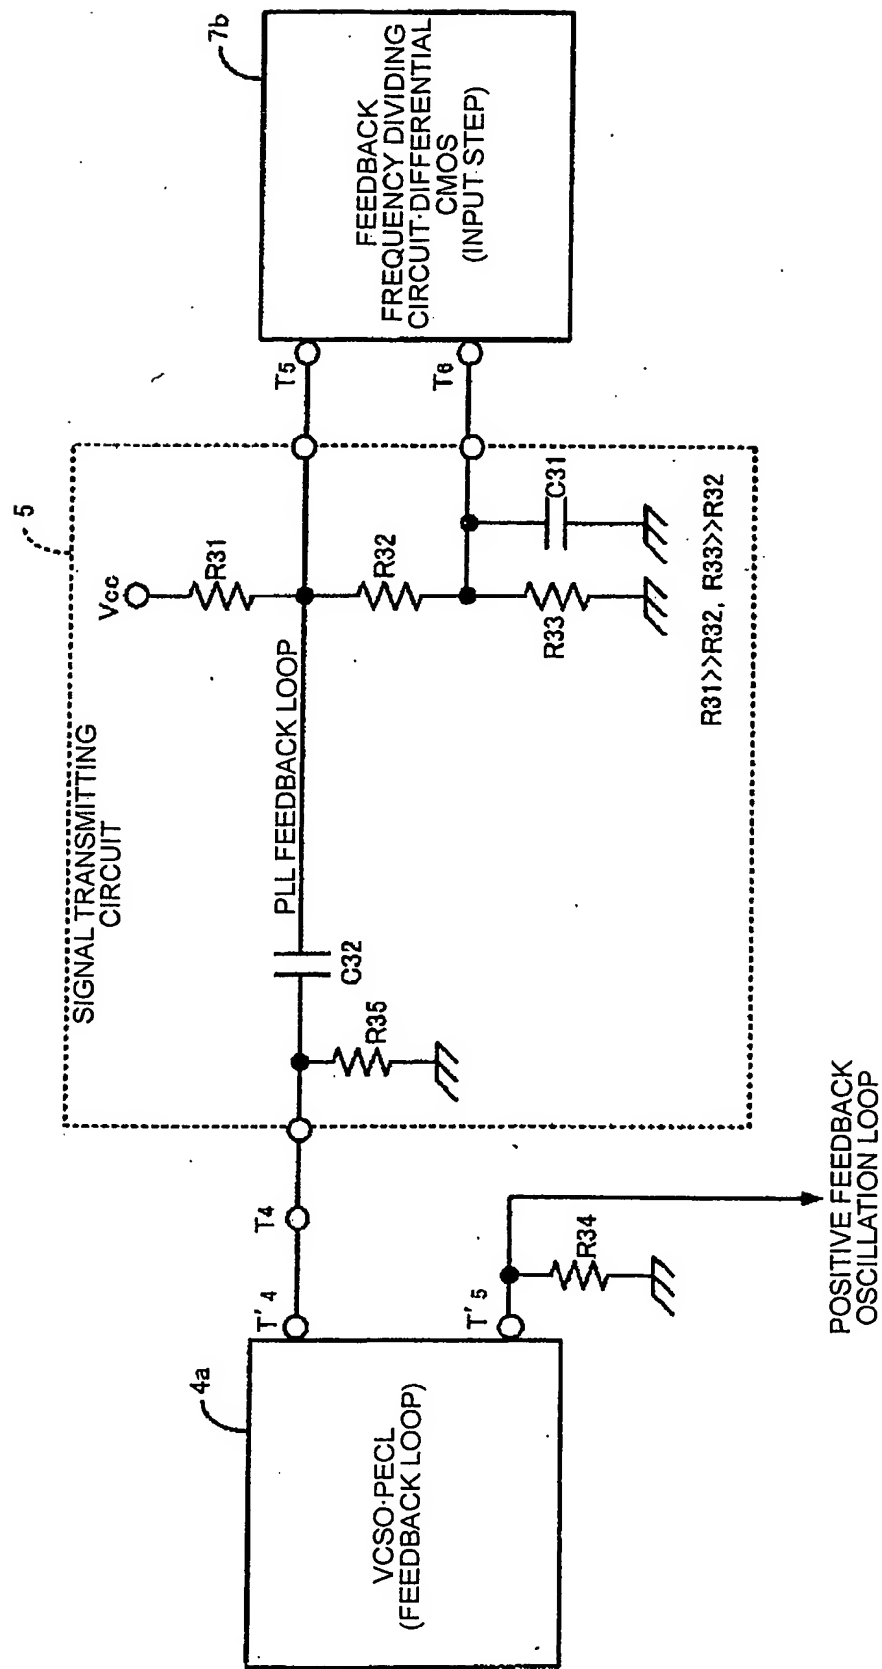 SIGNAL TRANSMITTING
CIRCUIT
5
4a
VCSO·PECL
(FEEDBACK LOOP)
T'4
T4
T'5
R34
POSITIVE FEEDBACK
OSCILLATION LOOP
R35
C32
PLL FEEDBACK LOOP
Vcc
R31
R32
R33
C31
R31>>R32, R33>>R32
T5
T6
7b
FEEDBACK
FREQUENCY DIVIDING
CIRCUIT·DIFFERENTIAL
CMOS
(INPUT·STEP)